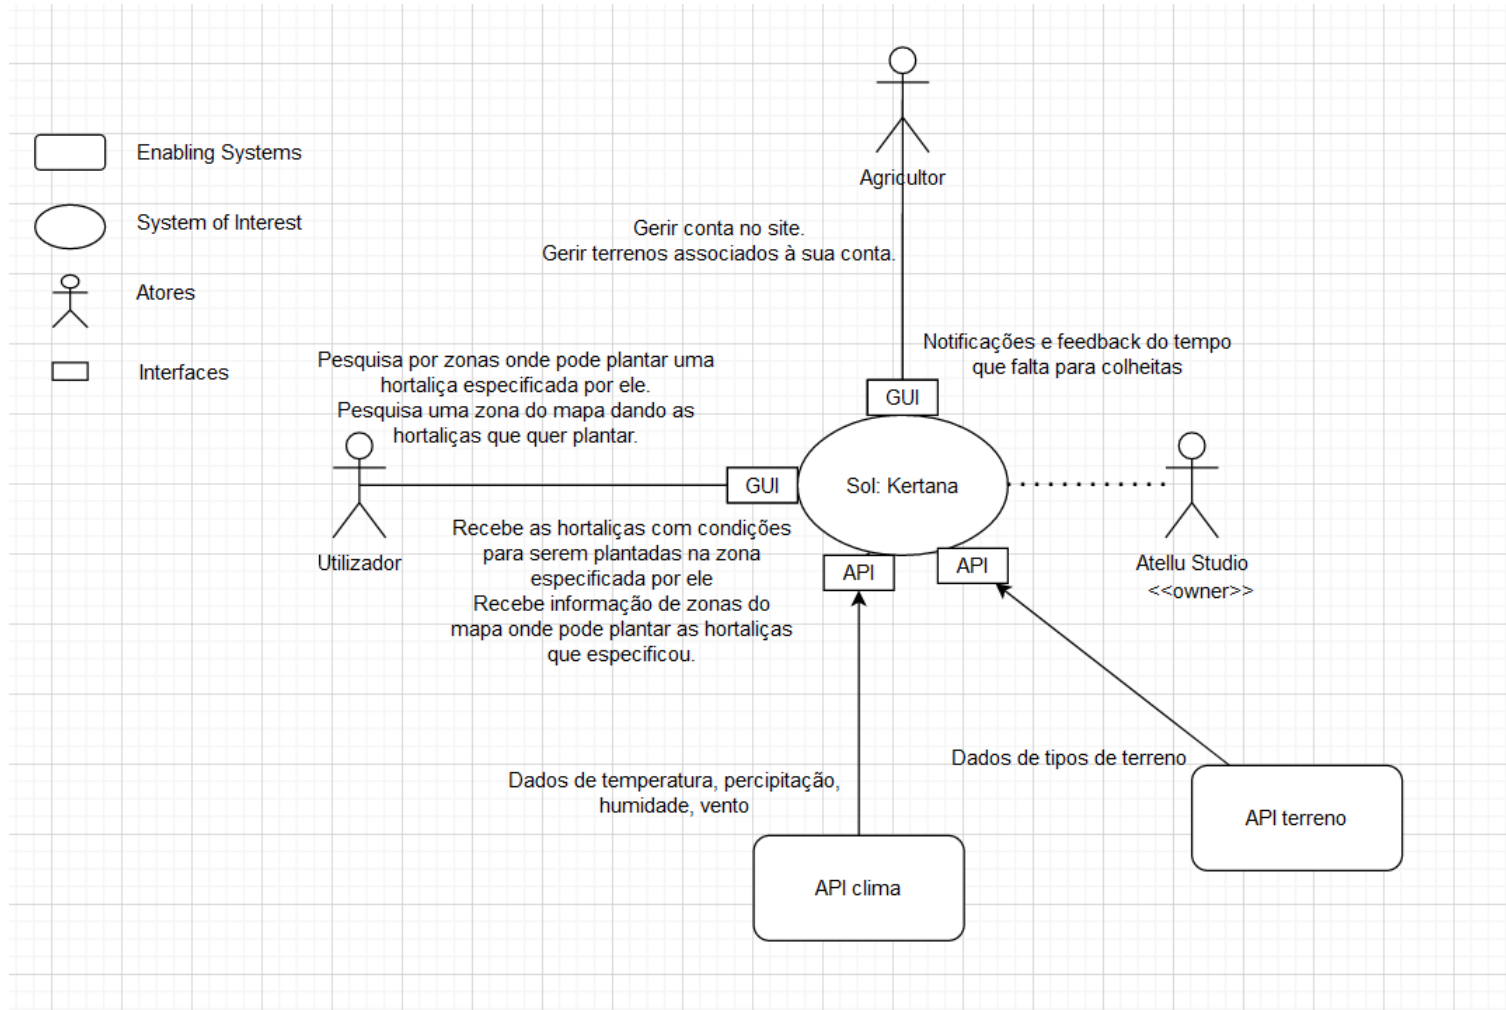 Enabling Systems
System of Interest
Atores
Interfaces
Agricultor
Gerir conta no site.
Gerir terrenos associados à sua conta.
Notificações e feedback do tempo
que falta para colheitas
GUI
Pesquisa por zonas onde pode plantar uma
hortaliça especificada por ele.
Pesquisa uma zona do mapa dando as
hortaliças que quer plantar.
Utilizador
GUI
Sol: Kertana
Atellu Studio
<<owner>>
Recebe as hortaliças com condições
para serem plantadas na zona
especificada por ele
Recebe informação de zonas do
mapa onde pode plantar as hortaliças
que especificou.
API
API
Dados de temperatura, percipitação,
humidade, vento
Dados de tipos de terreno
API terreno
API clima